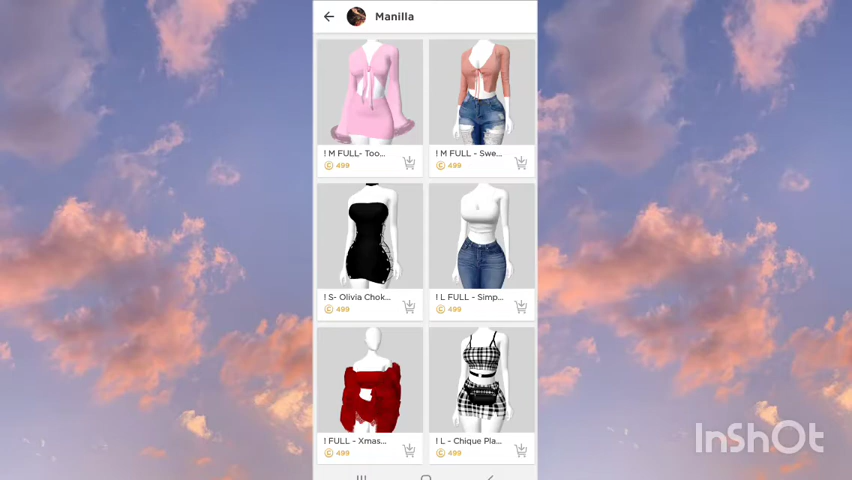 Manilla
! M FULL- Too...
499
! M FULL - Swe...
499
! S- Olivia Chok...
499
! L FULL - Simp...
499
! FULL - Xmas...
499
! L - Chique Pla...
499
InShOt